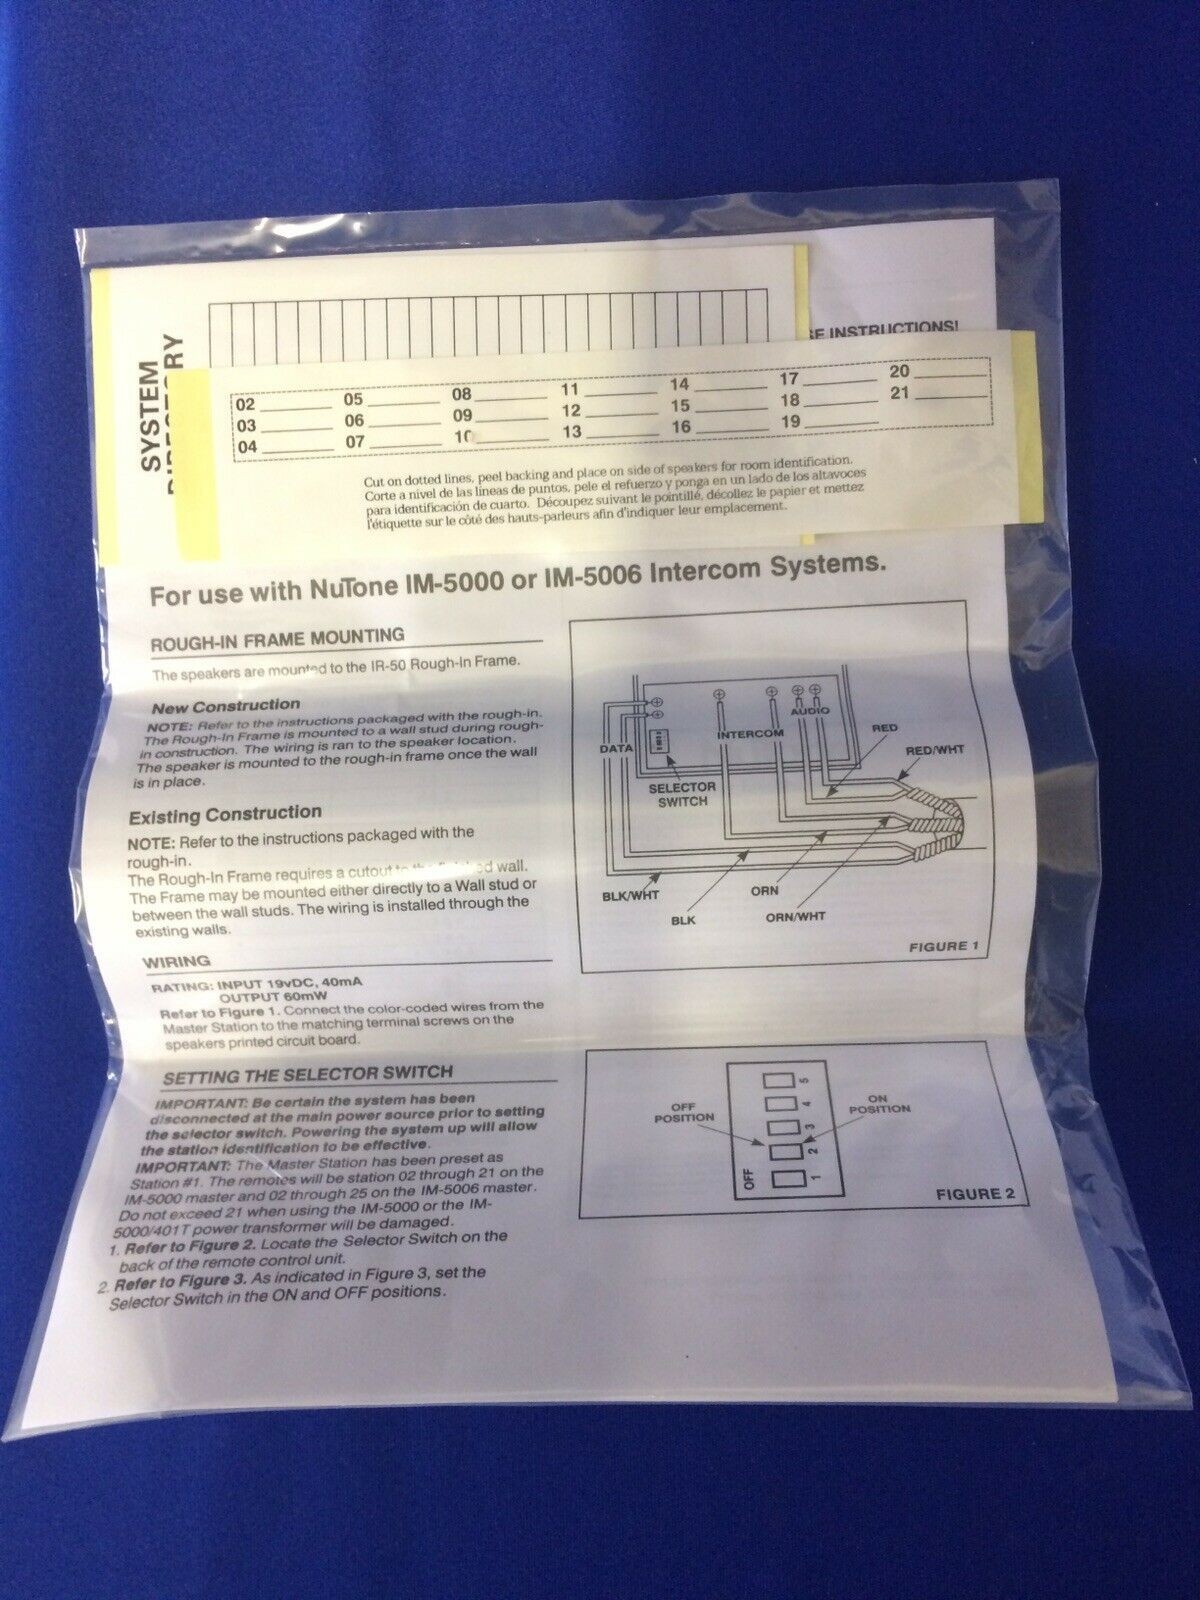 SYSTEM
DIRECTORY
SE INSTRUCTIONS!
02 05 08 11 14 17 20
03 06 09 12 15 18 21
04 07 10 13 16 19
Cut on dotted lines, peel backing and place on side of speakers for room identification.
Corte a nivel de las lineas de puntos, pele el refuerzo y ponga en un lado de los altavoces
para identificación de cuarto. Découpez suivant le pointillé, décollez le papier et mettez
l'étiquette sur le côté des hauts-parleurs afin d'indiquer leur emplacement.
For use with NuTone IM-5000 or IM-5006 Intercom Systems.
ROUGH-IN FRAME MOUNTING
The speakers are mounted to the IR-50 Rough-In Frame.
New Construction
NOTE: Refer to the instructions packaged with the rough-in.
The Rough-In Frame is mounted to a wall stud during rough-
in construction. The wiring is ran to the speaker location.
The speaker is mounted to the rough-in frame once the wall
is in place.
Existing Construction
NOTE: Refer to the instructions packaged with the
rough-in.
The Rough-In Frame requires a cutout to the finished wall.
The Frame may be mounted either directly to a Wall stud or
between the wall studs. The wiring is installed through the
existing walls.
WIRING
RATING: INPUT 19vDC, 40mA
OUTPUT 60mW
Refer to Figure 1. Connect the color-coded wires from the
Master Station to the matching terminal screws on the
speakers printed circuit board.
SETTING THE SELECTOR SWITCH
IMPORTANT: Be certain the system has been
disconnected at the main power source prior to setting
the selector switch. Powering the system up will allow
the station identification to be effective.
IMPORTANT: The Master Station has been preset as
Station #1. The remotes will be station 02 through 21 on the
IM-5000 master and 02 through 25 on the IM-5006 master.
Do not exceed 21 when using the IM-5000 or the IM-
5000/401T power transformer will be damaged.
1. Refer to Figure 2. Locate the Selector Switch on the
back of the remote control unit.
2. Refer to Figure 3. As indicated in Figure 3, set the
Selector Switch in the ON and OFF positions.
AUDIO
INTERCOM
DATA
RED
RED/WHT
SELECTOR
SWITCH
BLK/WHT
BLK
ORN
ORN/WHT
FIGURE 1
OFF
POSITION
ON
POSITION
5
4
3
2
1
OFF
FIGURE 2